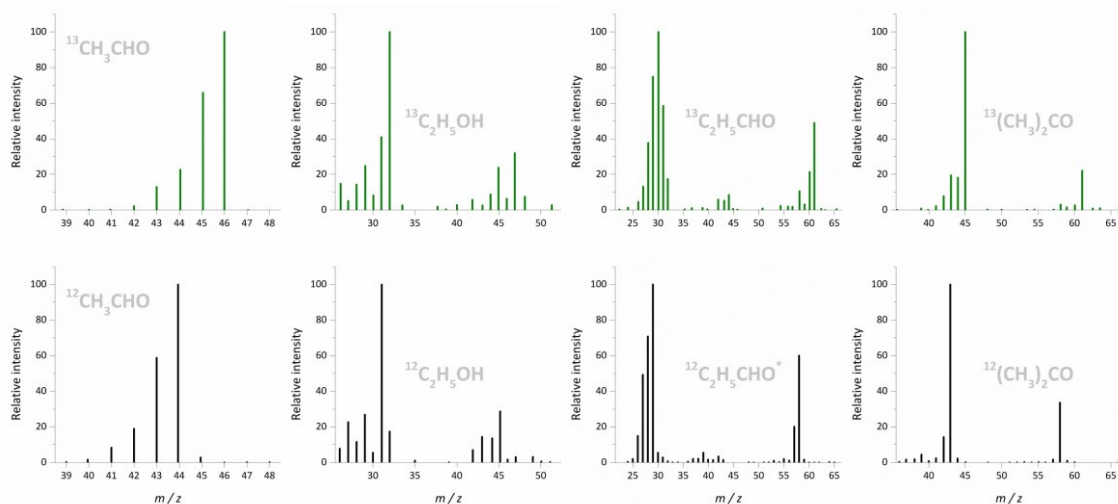 100
80
60
40
20
0
Relative intensity
¹³CH₃CHO
39 40 41 42 43 44 45 46 47 48
100
80
60
40
20
0
Relative intensity
¹³C₂H₅OH
30 35 40 45 50
100
80
60
40
20
0
Relative intensity
¹³C₂H₅CHO
25 30 35 40 45 50 55 60 65
100
80
60
40
20
0
Relative intensity
¹³(CH₃)₂CO
40 45 50 55 60 65
100
80
60
40
20
0
Relative intensity
¹²CH₃CHO
39 40 41 42 43 44 45 46 47 48
m / z
100
80
60
40
20
0
Relative intensity
¹²C₂H₅OH
30 35 40 45 50
m / z
100
80
60
40
20
0
Relative intensity
¹²C₂H₅CHO*
25 30 35 40 45 50 55 60 65
m / z
100
80
60
40
20
0
Relative intensity
¹²(CH₃)₂CO
40 45 50 55 60 65
m / z